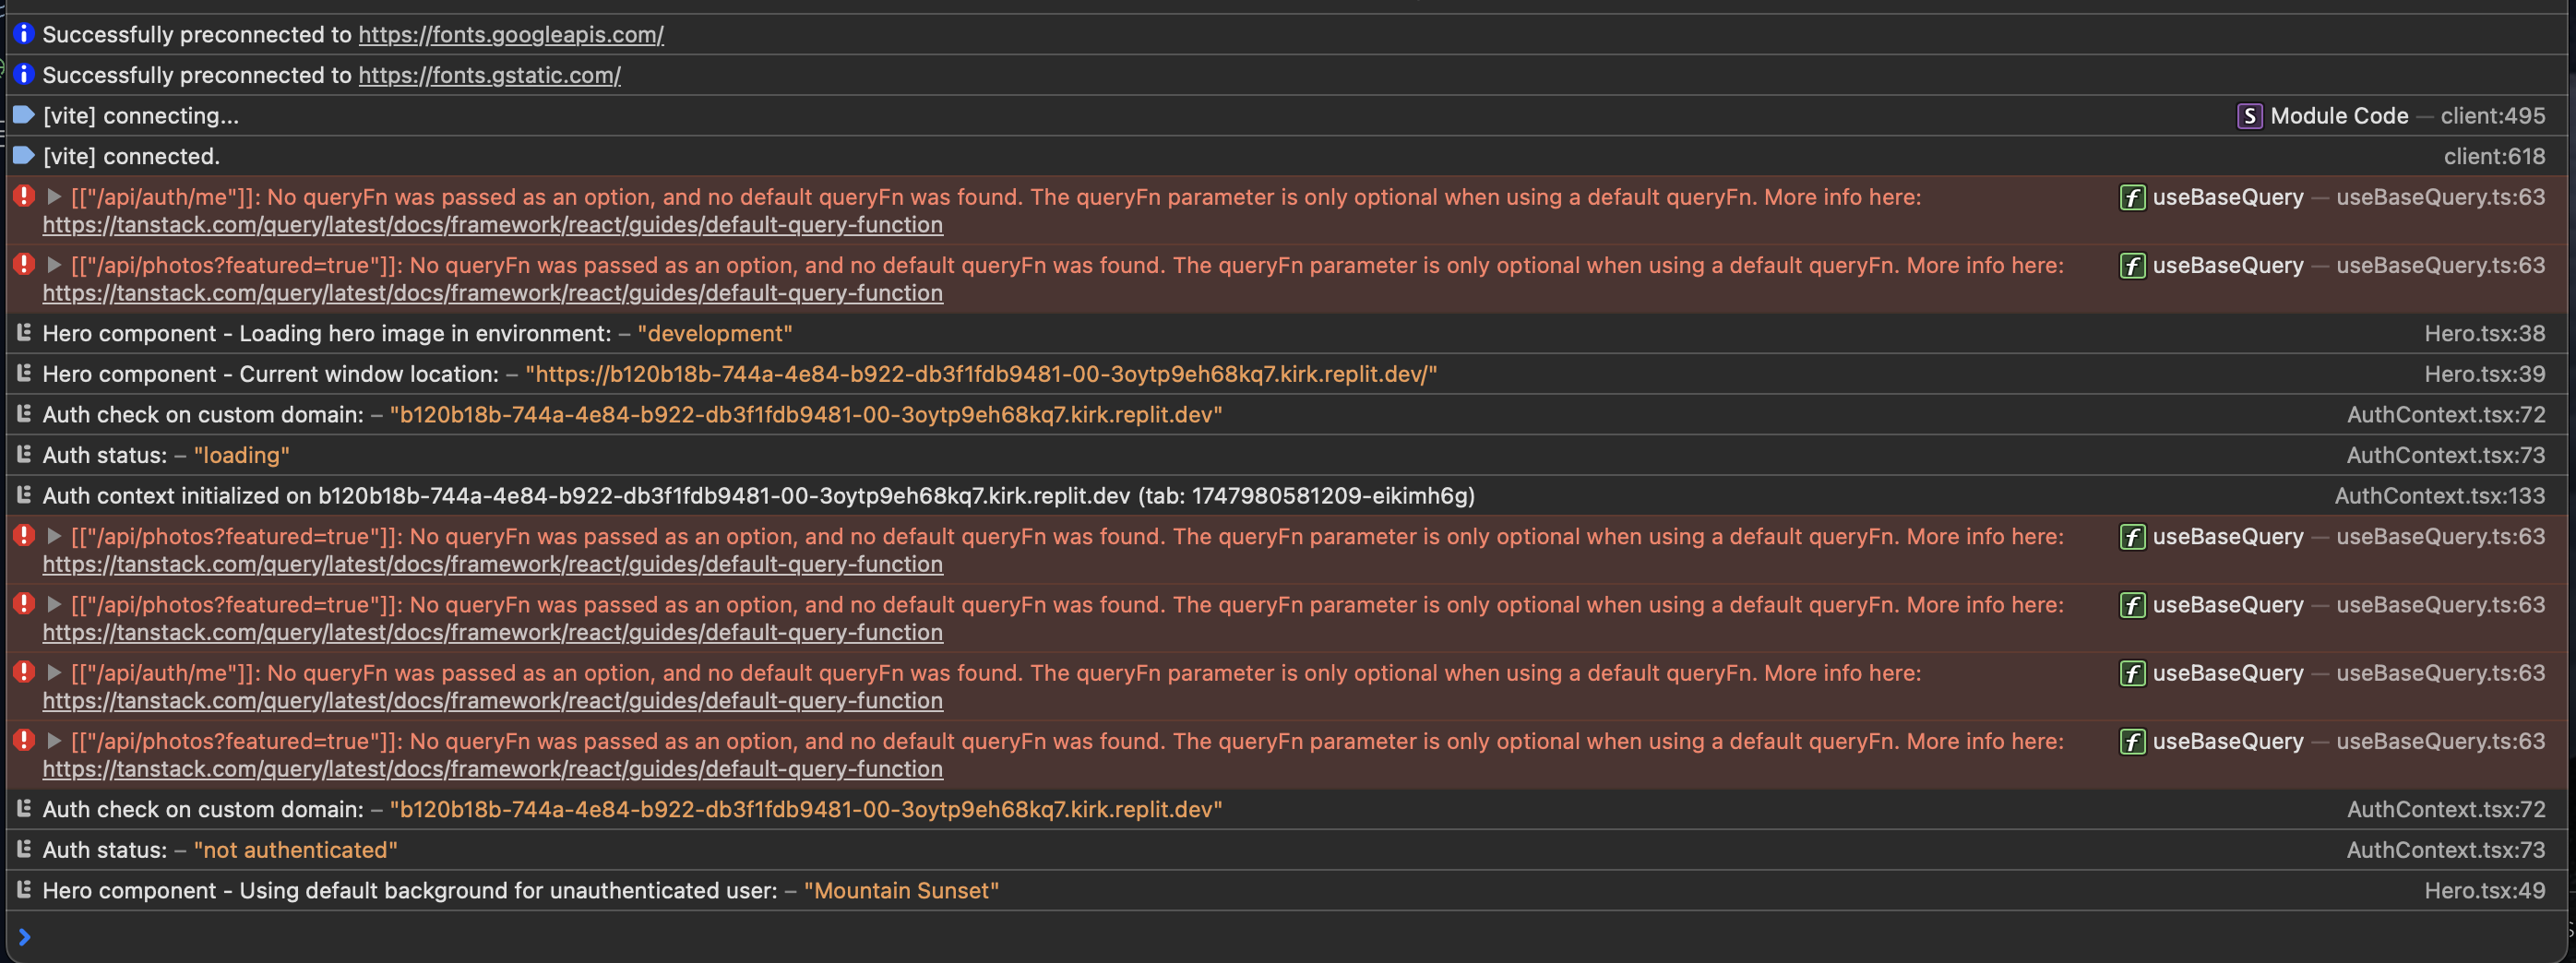 Successfully preconnected to https://fonts.googleapis.com/
Successfully preconnected to https://fonts.gstatic.com/
[vite] connecting... S Module Code — client:495
[vite] connected. client:618
[["/api/auth/me"]]: No queryFn was passed as an option, and no default queryFn was found. The queryFn parameter is only optional when using a default queryFn. More info here: f useBaseQuery — useBaseQuery.ts:63
https://tanstack.com/query/latest/docs/framework/react/guides/default-query-function
[["/api/photos?featured=true"]]: No queryFn was passed as an option, and no default queryFn was found. The queryFn parameter is only optional when using a default queryFn. More info here: f useBaseQuery — useBaseQuery.ts:63
https://tanstack.com/query/latest/docs/framework/react/guides/default-query-function
Hero component - Loading hero image in environment: – "development" Hero.tsx:38
Hero component - Current window location: – "https://b120b18b-744a-4e84-b922-db3f1fdb9481-00-3oytp9eh68kq7.kirk.replit.dev/" Hero.tsx:39
Auth check on custom domain: – "b120b18b-744a-4e84-b922-db3f1fdb9481-00-3oytp9eh68kq7.kirk.replit.dev" AuthContext.tsx:72
Auth status: – "loading" AuthContext.tsx:73
Auth context initialized on b120b18b-744a-4e84-b922-db3f1fdb9481-00-3oytp9eh68kq7.kirk.replit.dev (tab: 1747980581209-eikimh6g) AuthContext.tsx:133
[["/api/photos?featured=true"]]: No queryFn was passed as an option, and no default queryFn was found. The queryFn parameter is only optional when using a default queryFn. More info here: f useBaseQuery — useBaseQuery.ts:63
https://tanstack.com/query/latest/docs/framework/react/guides/default-query-function
[["/api/photos?featured=true"]]: No queryFn was passed as an option, and no default queryFn was found. The queryFn parameter is only optional when using a default queryFn. More info here: f useBaseQuery — useBaseQuery.ts:63
https://tanstack.com/query/latest/docs/framework/react/guides/default-query-function
[["/api/auth/me"]]: No queryFn was passed as an option, and no default queryFn was found. The queryFn parameter is only optional when using a default queryFn. More info here: f useBaseQuery — useBaseQuery.ts:63
https://tanstack.com/query/latest/docs/framework/react/guides/default-query-function
[["/api/photos?featured=true"]]: No queryFn was passed as an option, and no default queryFn was found. The queryFn parameter is only optional when using a default queryFn. More info here: f useBaseQuery — useBaseQuery.ts:63
https://tanstack.com/query/latest/docs/framework/react/guides/default-query-function
Auth check on custom domain: – "b120b18b-744a-4e84-b922-db3f1fdb9481-00-3oytp9eh68kq7.kirk.replit.dev" AuthContext.tsx:72
Auth status: – "not authenticated" AuthContext.tsx:73
Hero component - Using default background for unauthenticated user: – "Mountain Sunset" Hero.tsx:49